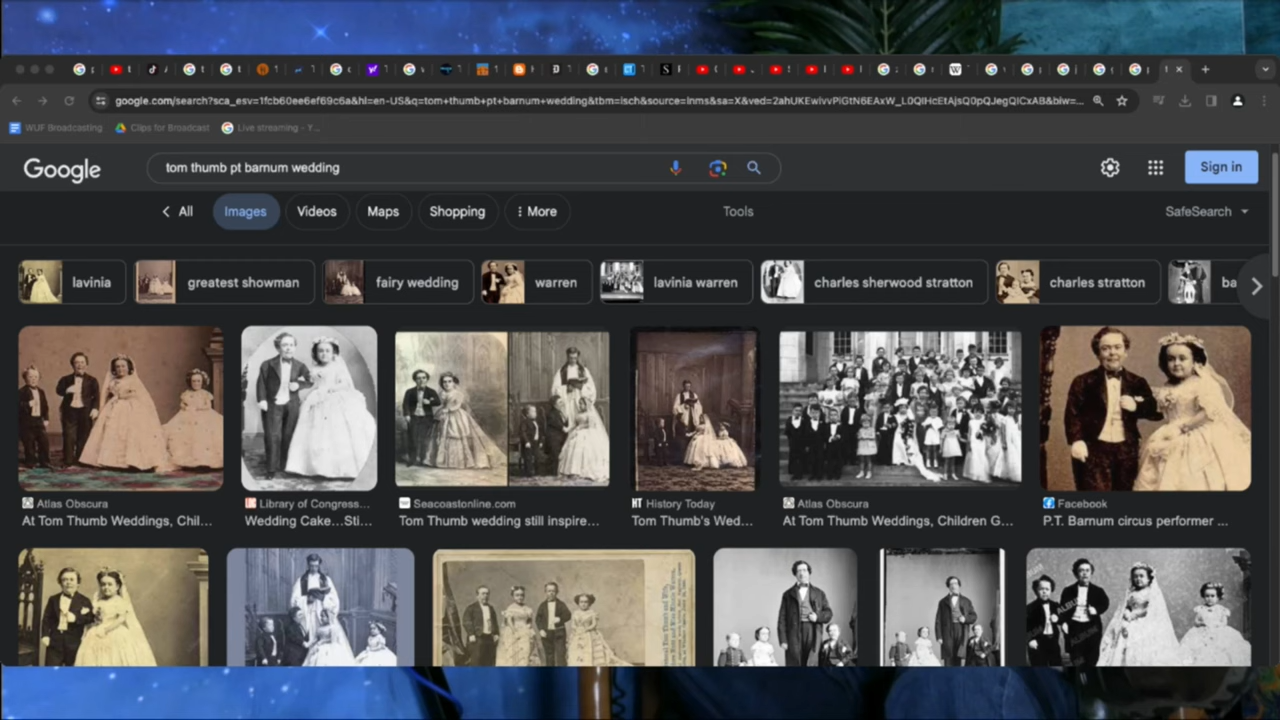 google.com/search?sca_esv=1fcb60ee6ef69c6a&hl=en-US&q=tom+thumb+pt+barnum+wedding&tbm=isch&source=lnms&sa=X&ved=
WUF Broadcasting Clips for Broadcast Live streaming - Y...
Google tom thumb pt barnum wedding Sign in
All Images Videos Maps Shopping More Tools SafeSearch
lavinia greatest showman fairy wedding warren lavinia warren charles sherwood stratton charles stratton ba
Atlas Obscura Library of Congress... Seacoastonline.com HT History Today Atlas Obscura Facebook
At Tom Thumb Weddings, Chil... Wedding Cake...Sti... Tom Thumb wedding still inspire... Tom Thumb's Wed... At Tom Thumb Weddings, Children G... P.T. Barnum circus performer ...